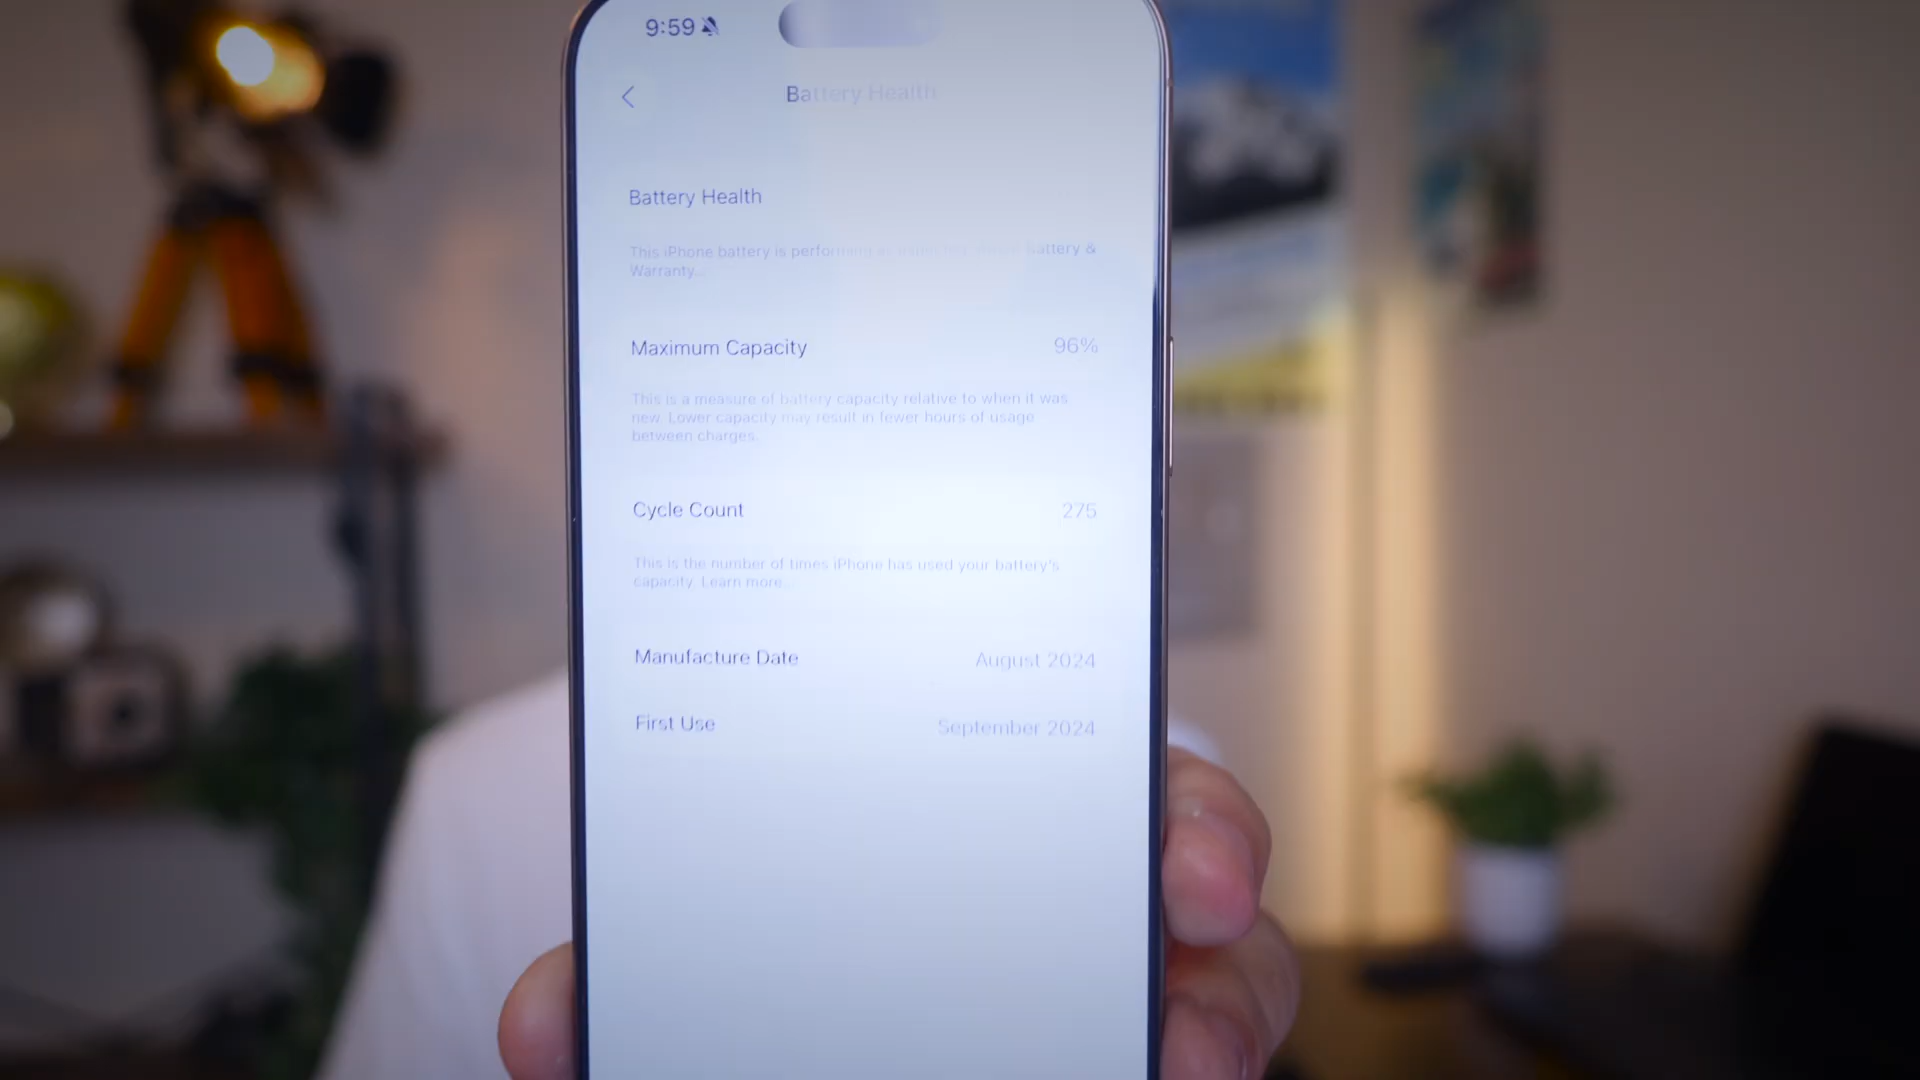 9:59
Battery Health
Battery Health
This iPhone battery is performing as Battery &
Warranty...
Maximum Capacity 96%
This is a measure of battery capacity relative to when it was
new. Lower capacity may result in fewer hours of usage
between charges.
Cycle Count 275
This is the number of times iPhone has used your battery's
capacity. Learn more...
Manufacture Date August 2024
First Use September 2024